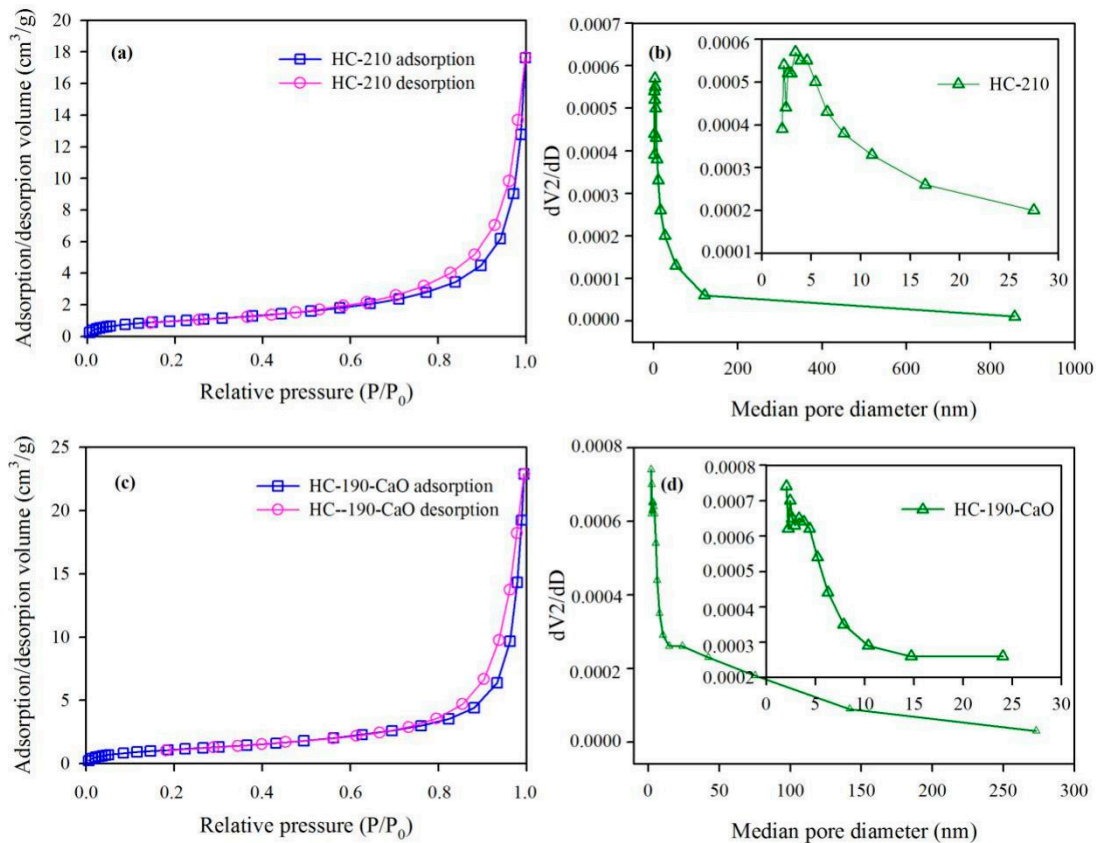 (a)
HC-210 adsorption
HC-210 desorption
Adsorption/desorpion volume (cm³/g)
20
18
16
14
12
10
8
6
4
2
0
0.0 0.2 0.4 0.6 0.8 1.0
Relative pressure (P/P₀)
(b)
HC-210
dV2/dD
0.0006
0.0005
0.0004
0.0003
0.0002
0.0001
0.0000
0 200 400 600 800 1000
Median pore diameter (nm)
0.0006
0.0005
0.0004
0.0003
0.0002
0.0001
0 5 10 15 20 25 30
(c)
HC-190-CaO adsorption
HC--190-CaO desorption
Adsorption/desorpion volume (cm³/g)
25
20
15
10
5
0
0.0 0.2 0.4 0.6 0.8 1.0
Relative pressure (P/P₀)
(d)
HC-190-CaO
dV2/dD
0.0008
0.0006
0.0004
0.0002
0.0000
0 50 100 150 200 250 300
Median pore diameter (nm)
0.0008
0.0007
0.0006
0.0005
0.0004
0.0003
0.0002
0 5 10 15 20 25 30